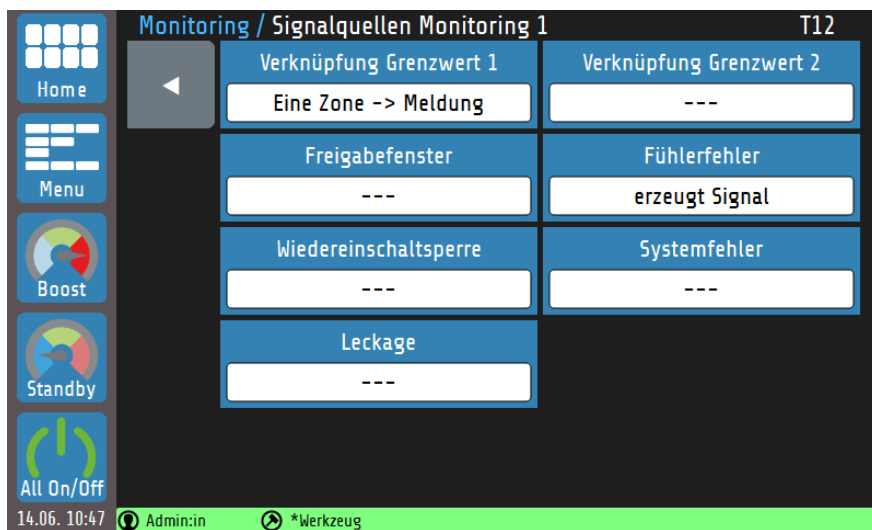 Monitoring / Signalquellen Monitoring 1
T12
Home
Verknüpfung Grenzwert 1
Eine Zone -> Meldung
Verknüpfung Grenzwert 2
---
Menu
Freigabefenster
---
Fühlerfehler
erzeugt Signal
Boost
Wiedereinschaltsperre
---
Systemfehler
---
Standby
Leckage
---
All On/Off
14.06. 10:47
Admin:in
*Werkzeug